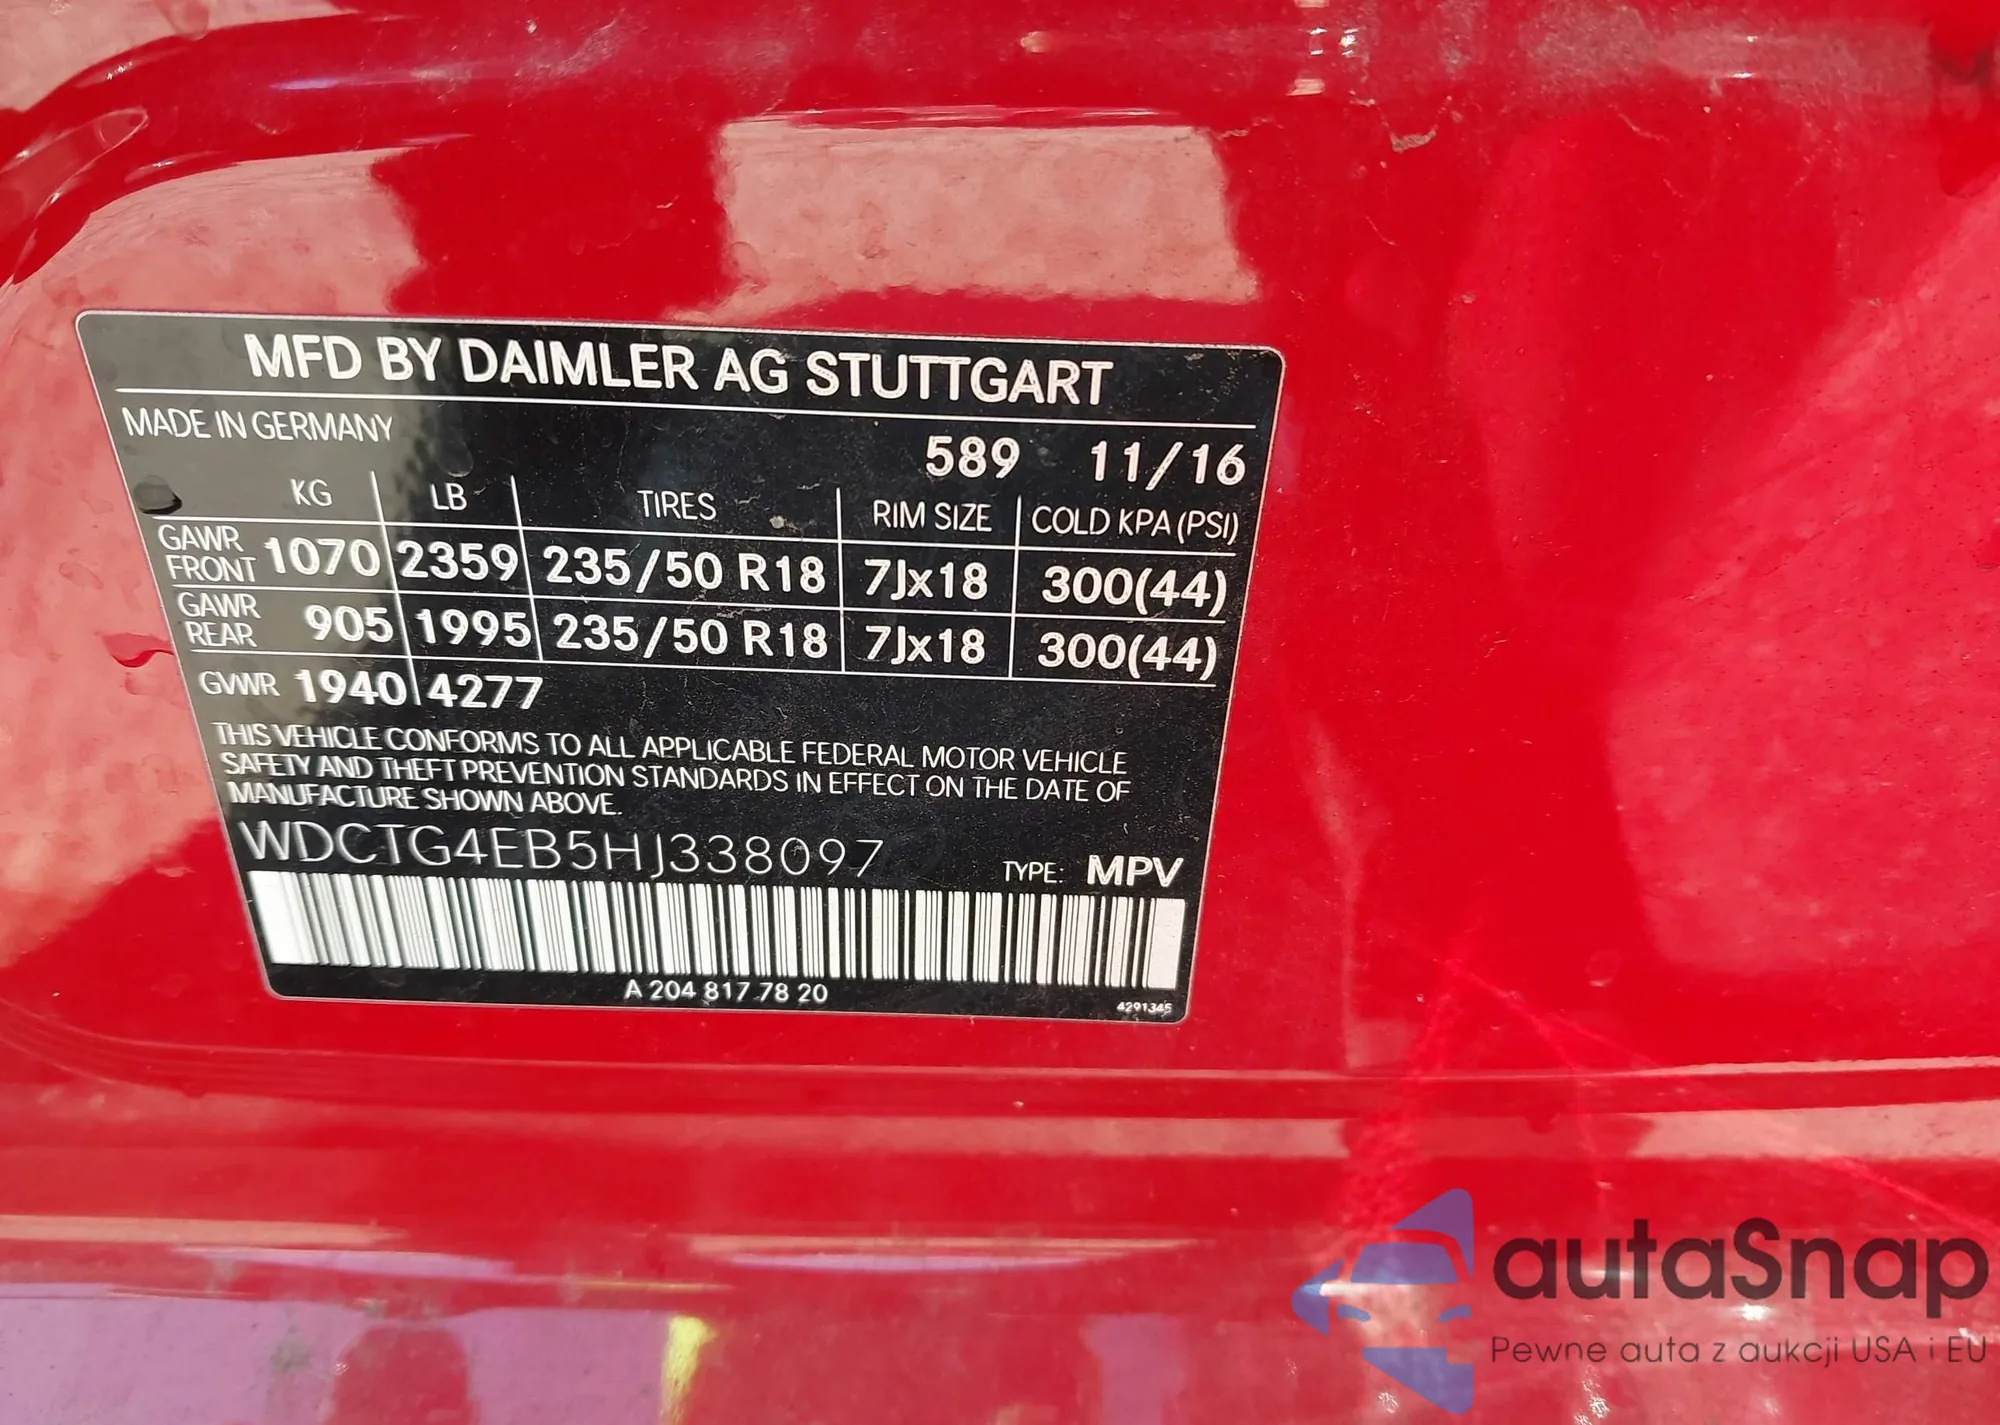 MFD BY DAIMLER AG STUTTGART
MADE IN GERMANY
589 11/16
KG LB TIRES RIM SIZE COLD KPA (PSI)
GAWR FRONT 1070 2359 235/50 R18 7Jx18 300(44)
GAWR REAR 905 1995 235/50 R18 7Jx18 300(44)
GVWR 1940 4277
THIS VEHICLE CONFORMS TO ALL APPLICABLE FEDERAL MOTOR VEHICLE
SAFETY AND THEFT PREVENTION STANDARDS IN EFFECT ON THE DATE OF
MANUFACTURE SHOWN ABOVE.
WDCTG4EB5HJ338097 TYPE: MPV
A 204 817 78 20
4291345
autaSnap
Pewne auta z aukcji USA i EU